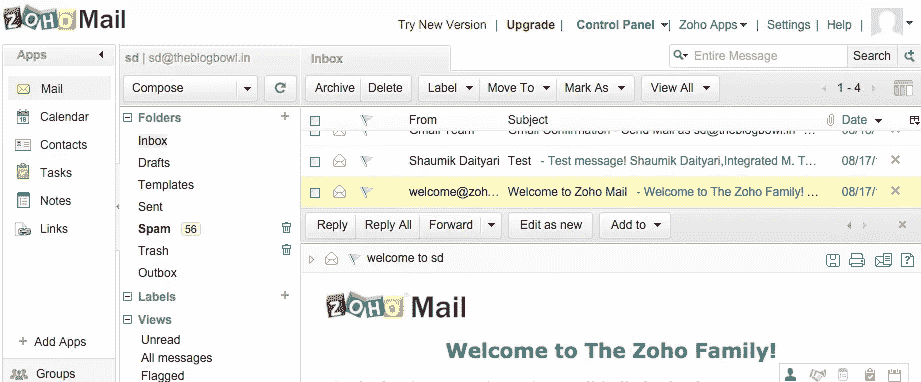 ZOHO Mail
Try New Version | Upgrade | Control Panel | Zoho Apps | Settings | Help |
Apps
Mail
Calendar
Contacts
Tasks
Notes
Links
Add Apps
Groups
sd | sd@theblogbowl.in
Compose
Folders
Inbox
Drafts
Templates
Sent
Spam 56
Trash
Outbox
Labels
Views
Unread
All messages
Flagged
Inbox
Entire Message Search
Archive Delete Label Move To Mark As View All 1 - 4
From Subject Date
Gmail Team Gmail Confirmation - Send Mail as sd@theblogbowl.in
Shaumik Daityari Test - Test message! Shaumik Daityari,Integrated M. T... 08/17/
welcome@zoh... Welcome to Zoho Mail - Welcome to The Zoho Family! ... 08/17/
Reply Reply All Forward Edit as new Add to
welcome to sd
ZOHO Mail
Welcome to The Zoho Family!